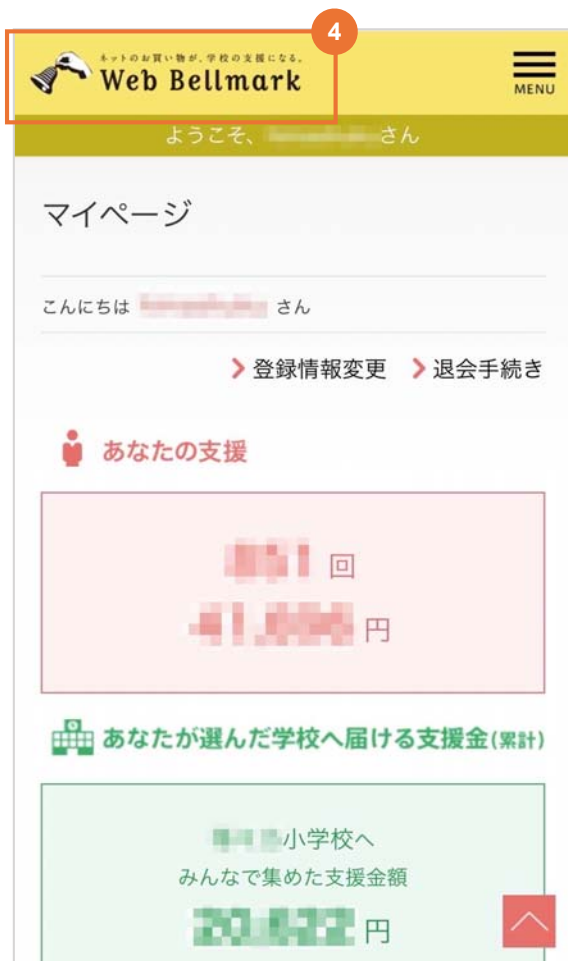 4
ネットのお買い物が、学校の支援になる。
Web Bellmark
MENU
ようこそ、 さん
マイページ
こんにちは さん
登録情報変更 退会手続き
あなたの支援
回
円
あなたが選んだ学校へ届ける支援金(累計)
小学校へ
みんなで集めた支援金額
円